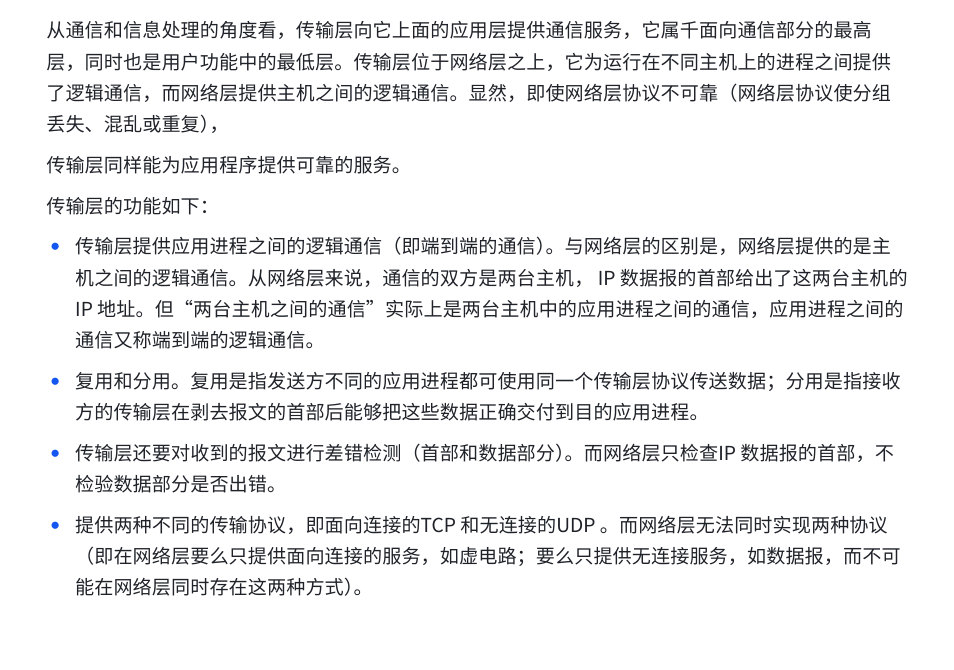 从通信和信息处理的角度看，传输层向它上面的应用层提供通信服务，它属千面向通信部分的最高
层，同时也是用户功能中的最低层。传输层位于网络层之上，它为运行在不同主机上的进程之间提供
了逻辑通信，而网络层提供主机之间的逻辑通信。显然，即使网络层协议不可靠（网络层协议使分组
丢失、混乱或重复），
传输层同样能为应用程序提供可靠的服务。
传输层的功能如下：
• 传输层提供应用进程之间的逻辑通信（即端到端的通信）。与网络层的区别是，网络层提供的是主
机之间的逻辑通信。从网络层来说，通信的双方是两台主机， IP 数据报的首部给出了这两台主机的
IP 地址。但“两台主机之间的通信”实际上是两台主机中的应用进程之间的通信，应用进程之间的
通信又称端到端的逻辑通信。
• 复用和分用。复用是指发送方不同的应用进程都可使用同一个传输层协议传送数据；分用是指接收
方的传输层在剥去报文的首部后能够把这些数据正确交付到目的应用进程。
• 传输层还要对收到的报文进行差错检测（首部和数据部分）。而网络层只检查IP 数据报的首部，不
检验数据部分是否出错。
• 提供两种不同的传输协议，即面向连接的TCP 和无连接的UDP 。而网络层无法同时实现两种协议
（即在网络层要么只提供面向连接的服务，如虚电路；要么只提供无连接服务，如数据报，而不可
能在网络层同时存在这两种方式）。